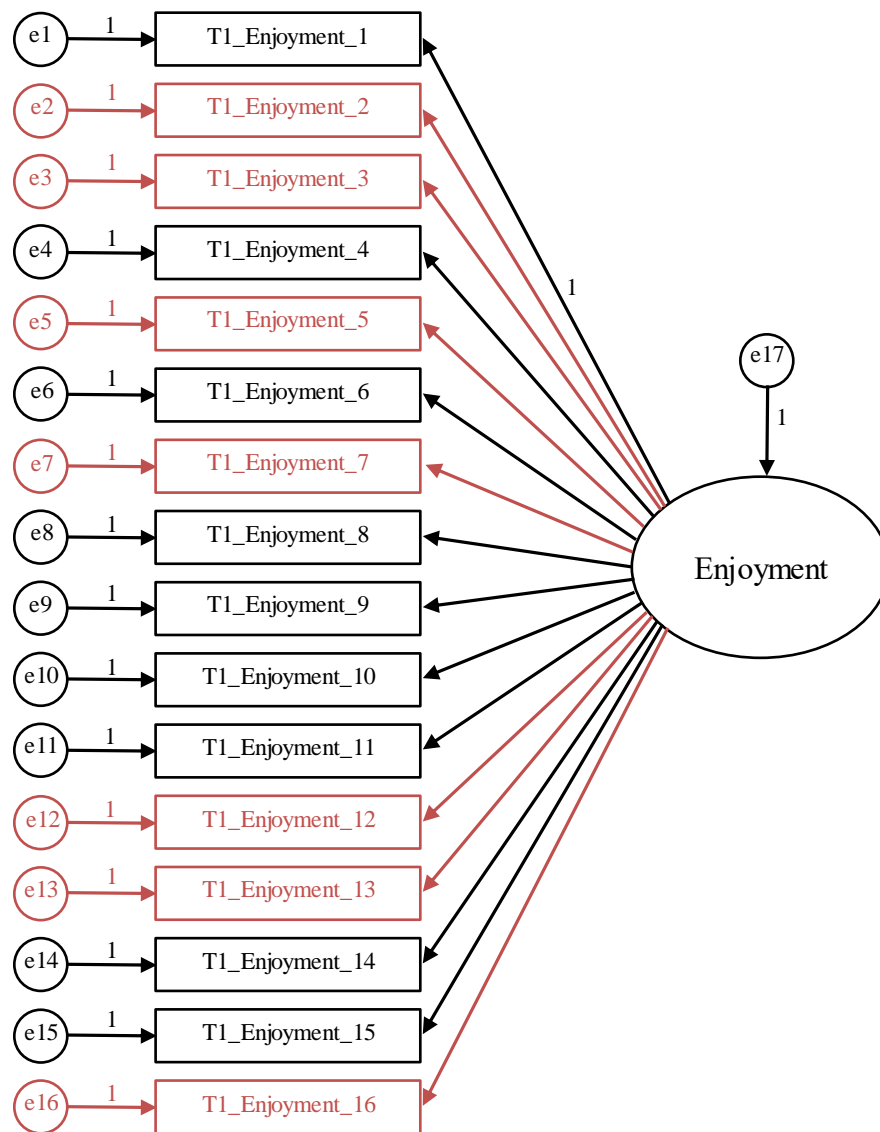 e1 1 T1_Enjoyment_1
e2 1 T1_Enjoyment_2
e3 1 T1_Enjoyment_3
e4 1 T1_Enjoyment_4
1
e5 1 T1_Enjoyment_5
e17
e6 1 T1_Enjoyment_6
1
e7 1 T1_Enjoyment_7
e8 1 T1_Enjoyment_8
Enjoyment
e9 1 T1_Enjoyment_9
e10 1 T1_Enjoyment_10
e11 1 T1_Enjoyment_11
e12 1 T1_Enjoyment_12
e13 1 T1_Enjoyment_13
e14 1 T1_Enjoyment_14
e15 1 T1_Enjoyment_15
e16 1 T1_Enjoyment_16